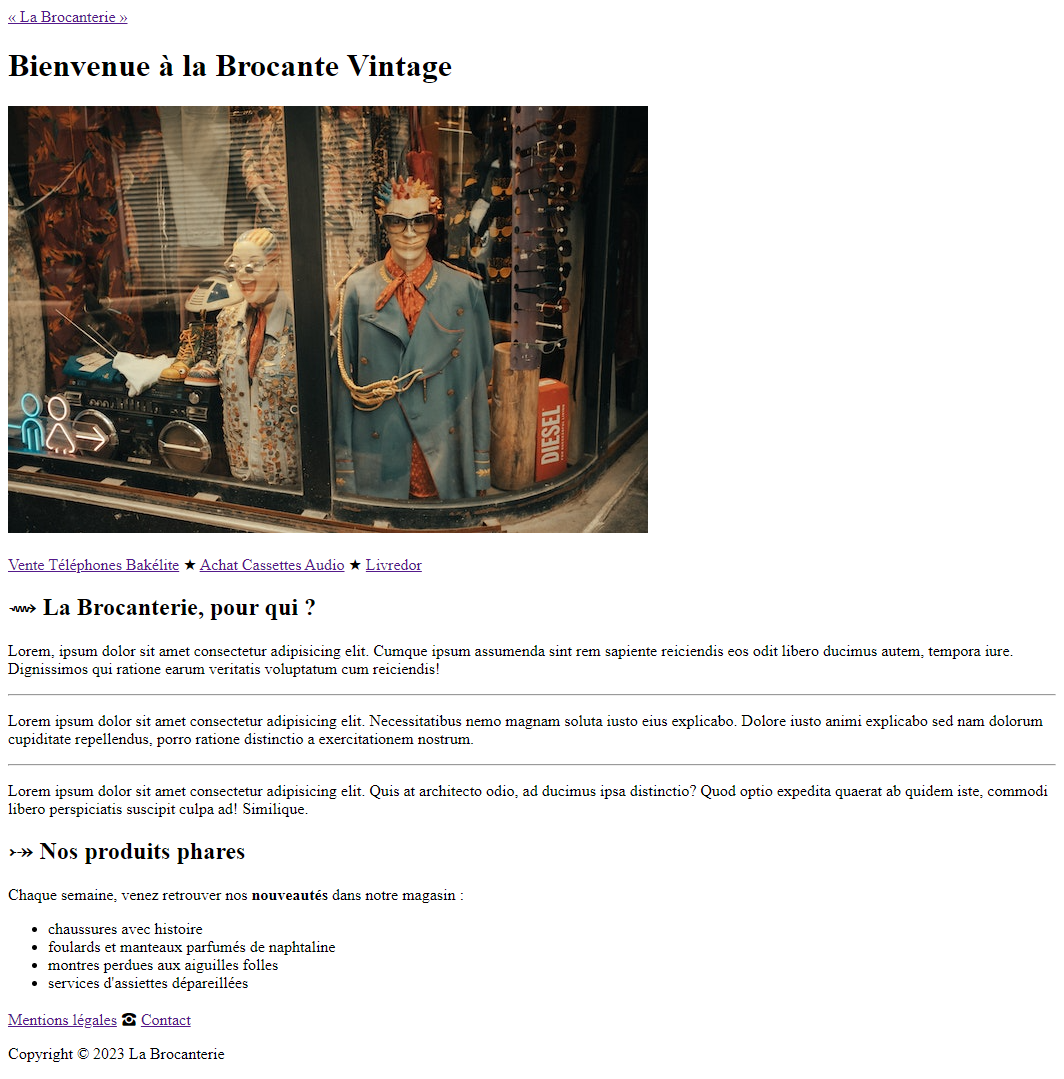 « La Brocanterie »
Bienvenue à la Brocante Vintage
DIESEL
Vente Téléphones Bakélite ★ Achat Cassettes Audio ★ Livredor
⬳ La Brocanterie, pour qui ?
Lorem, ipsum dolor sit amet consectetur adipisicing elit. Cumque ipsum assumenda sint rem sapiente reiciendis eos odit libero ducimus autem, tempora iure.
Dignissimos qui ratione earum veritatis voluptatum cum reiciendis!
Lorem ipsum dolor sit amet consectetur adipisicing elit. Necessitatibus nemo magnam soluta iusto eius explicabo. Dolore iusto animi explicabo sed nam dolorum
cupiditate repellendus, porro ratione distinctio a exercitationem nostrum.
Lorem ipsum dolor sit amet consectetur adipisicing elit. Quis at architecto odio, ad ducimus ipsa distinctio? Quod optio expedita quaerat ab quidem iste, commodi
libero perspiciatis suscipit culpa ad! Similique.
⤖ Nos produits phares
Chaque semaine, venez retrouver nos nouveautés dans notre magasin :
• chaussures avec histoire
• foulards et manteaux parfumés de naphtaline
• montres perdues aux aiguilles folles
• services d'assiettes dépareillées
Mentions légales ☎ Contact
Copyright © 2023 La Brocanterie